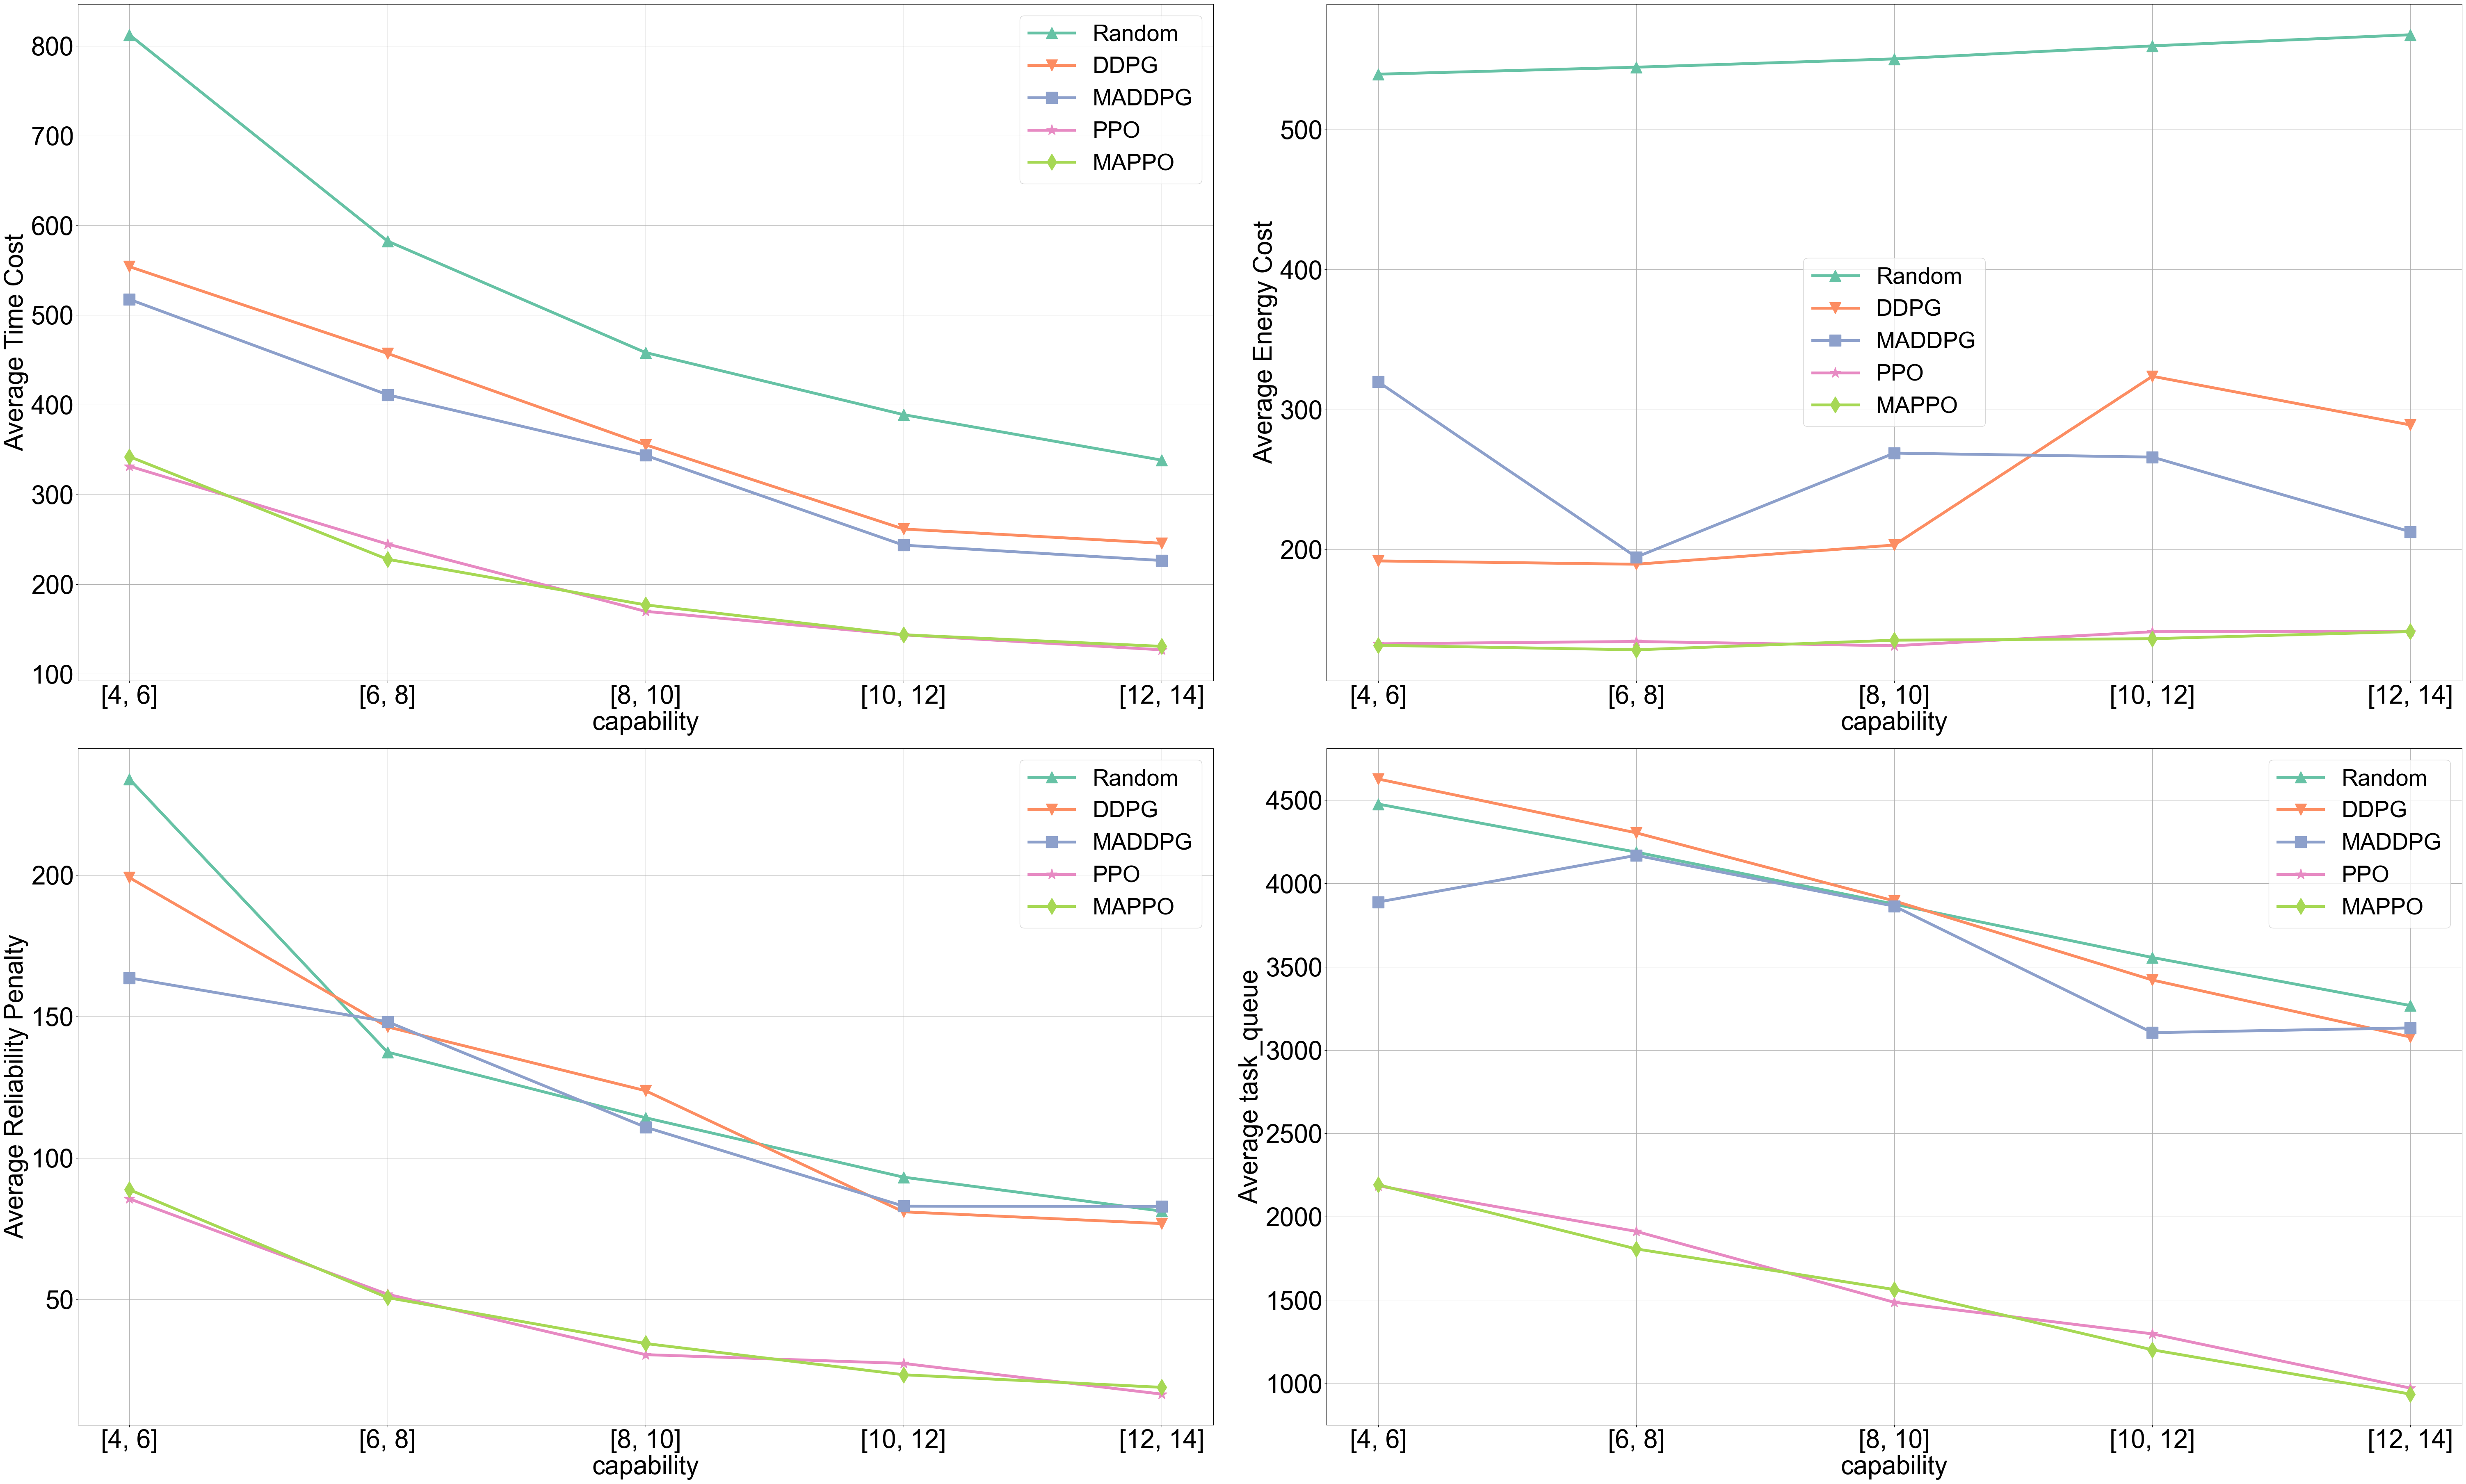 Average Time Cost
800
700
600
500
400
300
200
100
Random
DDPG
MADDPG
PPO
MAPPO
[4, 6] [6, 8] [8, 10] [10, 12] [12, 14]
capability
Average Energy Cost
500
400
300
200
Random
DDPG
MADDPG
PPO
MAPPO
[4, 6] [6, 8] [8, 10] [10, 12] [12, 14]
capability
Average Reliability Penalty
200
150
100
50
Random
DDPG
MADDPG
PPO
MAPPO
[4, 6] [6, 8] [8, 10] [10, 12] [12, 14]
capability
Average task_queue
4500
4000
3500
3000
2500
2000
1500
1000
Random
DDPG
MADDPG
PPO
MAPPO
[4, 6] [6, 8] [8, 10] [10, 12] [12, 14]
capability